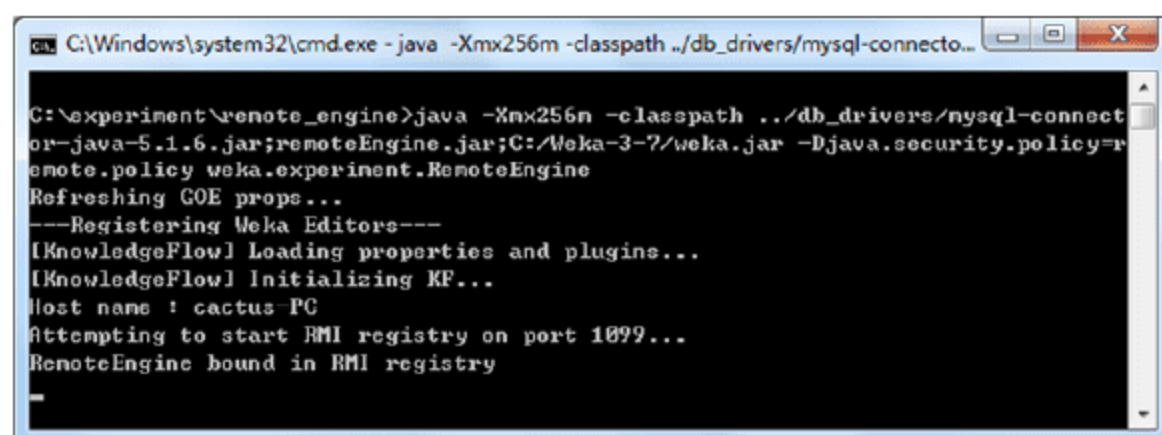 C:\Windows\system32\cmd.exe - java -Xmx256m -classpath ../db_drivers/mysql-connecto...
C:\experiment\remote_engine>java -Xmx256m -classpath ../db_drivers/mysql-connect
or-java-5.1.6.jar;remoteEngine.jar;C:/Weka-3-7/weka.jar -Djava.security.policy=r
emote.policy weka.experiment.RemoteEngine
Refreshing GOE props...
---Registering Weka Editors---
[KnowledgeFlow] Loading properties and plugins...
[KnowledgeFlow] Initializing KF...
Host name : cactus-PC
Attempting to start RMI registry on port 1099...
RemoteEngine bound in RMI registry